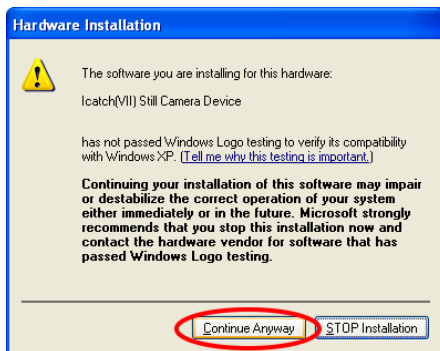 Hardware Installation
The software you are installing for this hardware:
Icatch(VII) Still Camera Device
has not passed Windows Logo testing to verify its compatibility
with Windows XP. (Tell me why this testing is important.)
Continuing your installation of this software may impair
or destabilize the correct operation of your system
either immediately or in the future. Microsoft strongly
recommends that you stop this installation now and
contact the hardware vendor for software that has
passed Windows Logo testing.
Continue Anyway STOP Installation